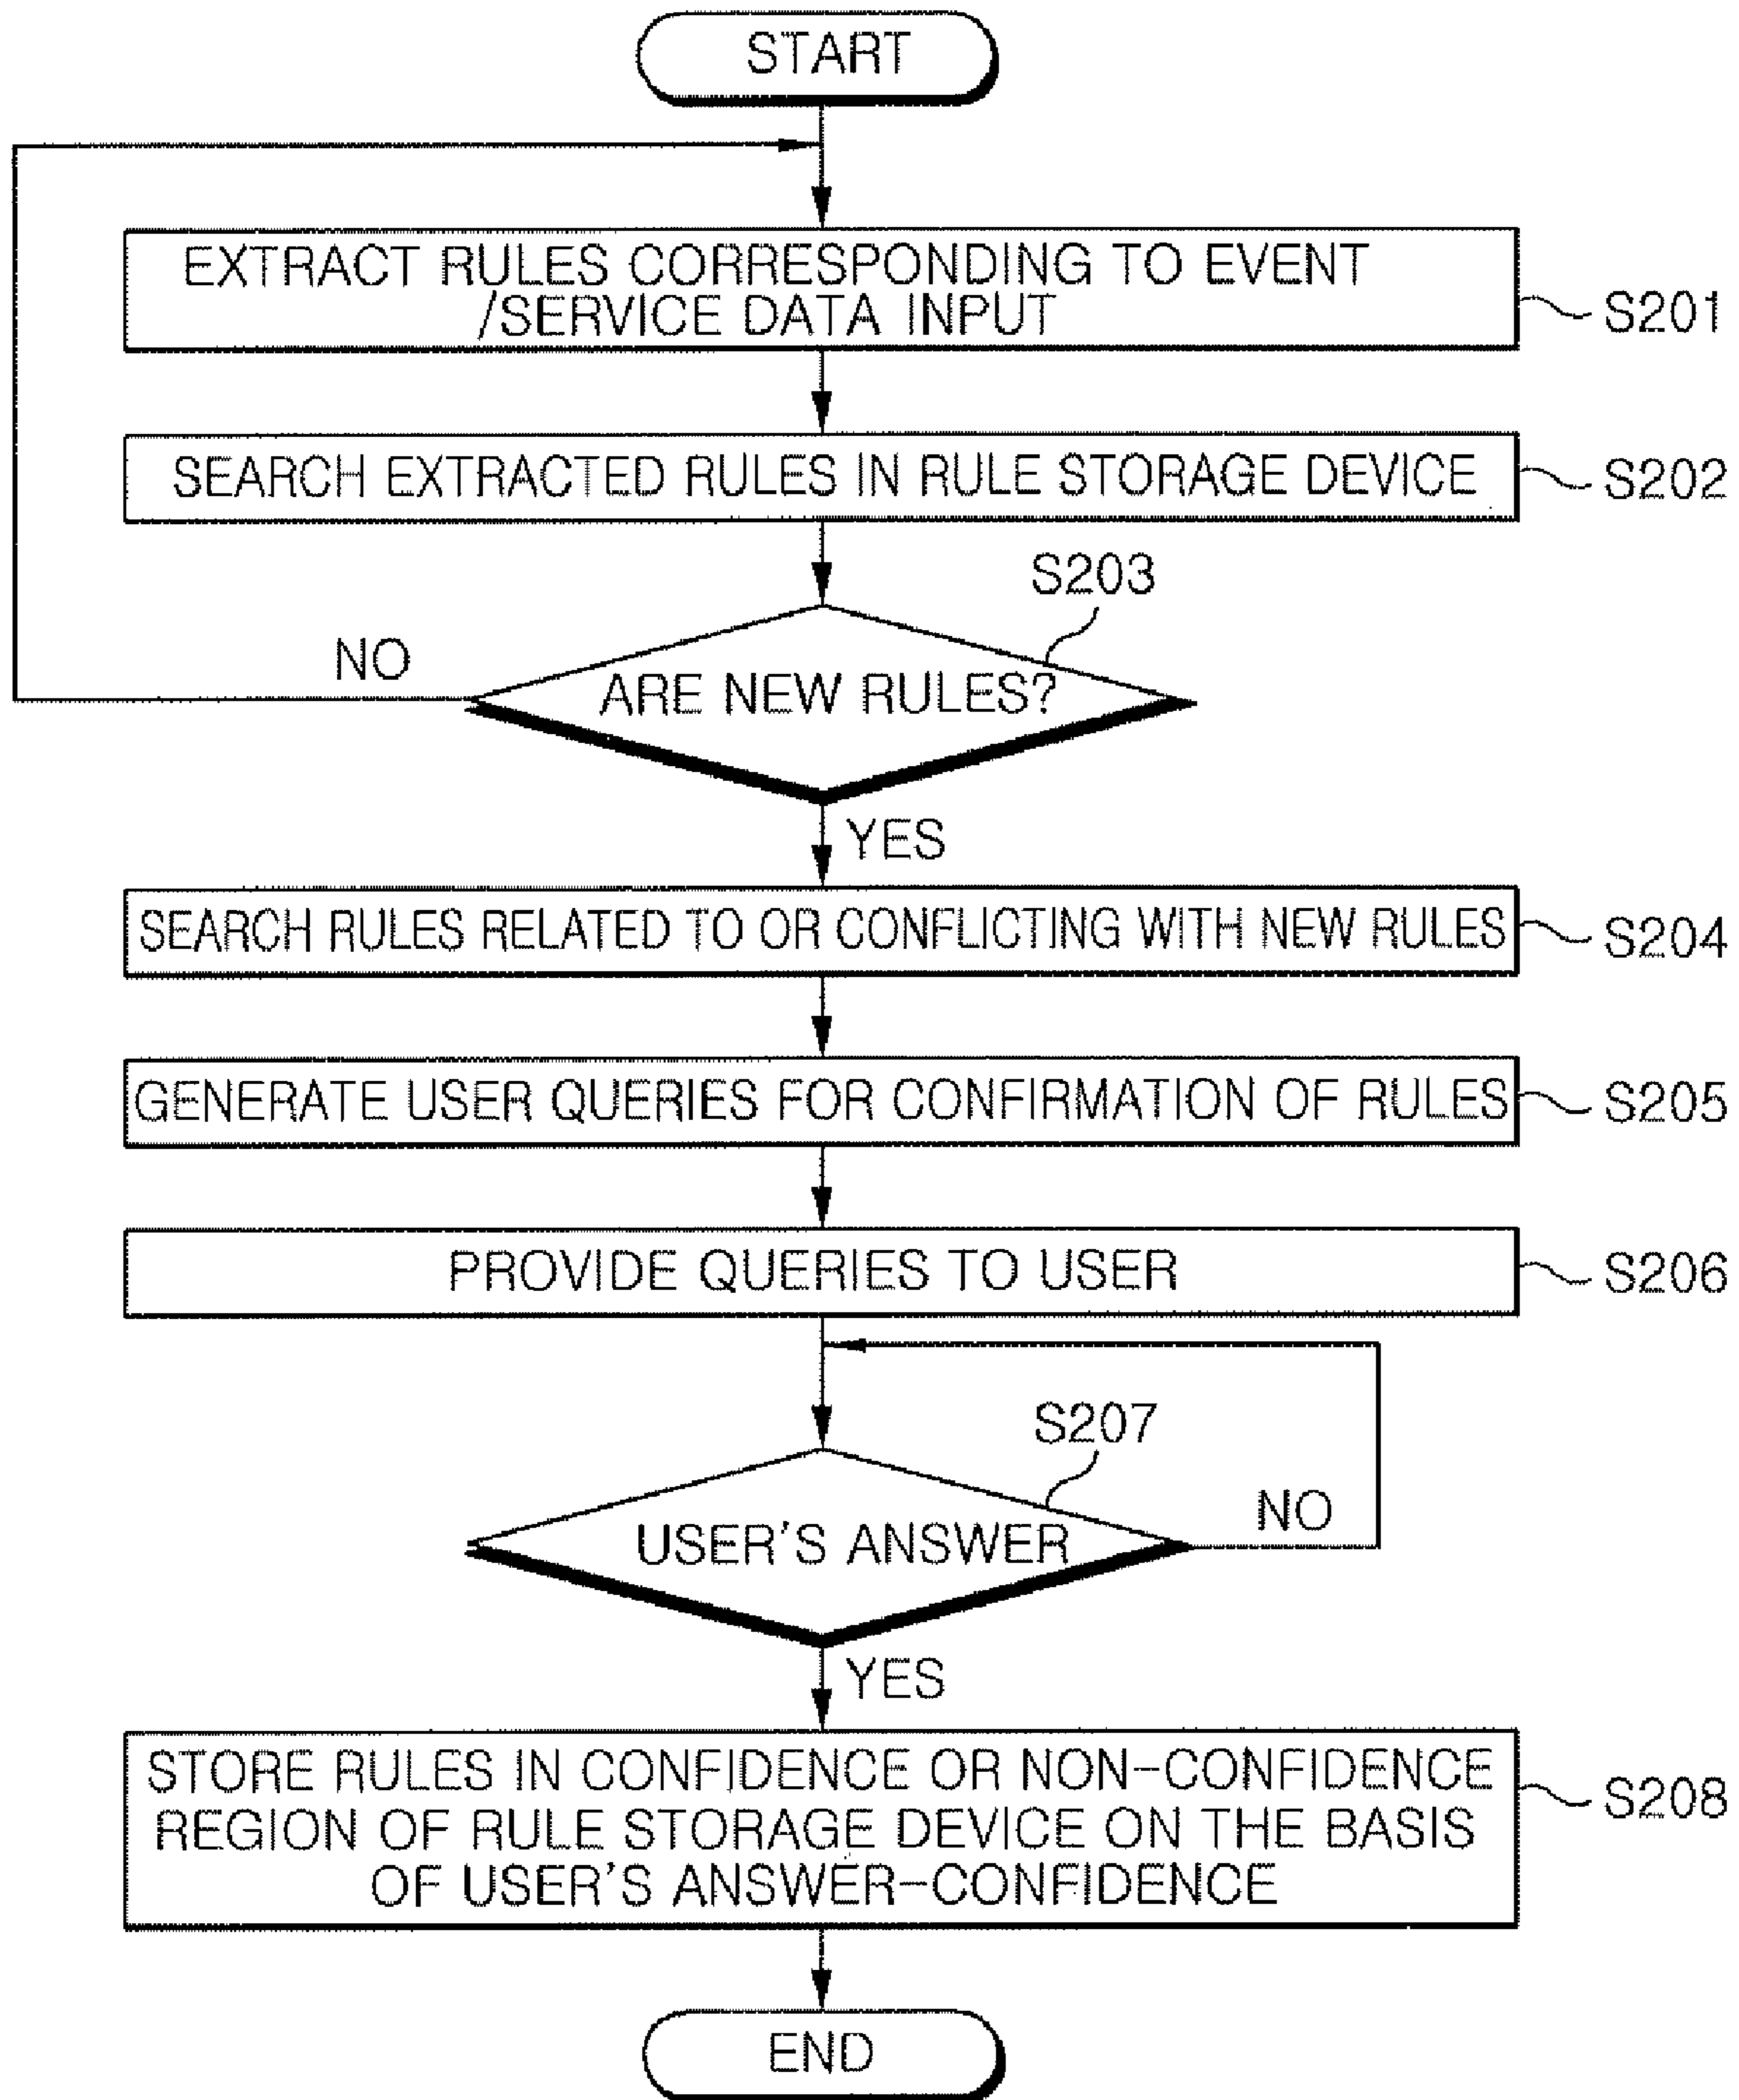 START
EXTRACT RULES CORRESPONDING TO EVENT
/SERVICE DATA INPUT
S201
SEARCH EXTRACTED RULES IN RULE STORAGE DEVICE
S202
S203
NO
ARE NEW RULES?
YES
SEARCH RULES RELATED TO OR CONFLICTING WITH NEW RULES
S204
GENERATE USER QUERIES FOR CONFIRMATION OF RULES
S205
PROVIDE QUERIES TO USER
S206
S207
NO
USER'S ANSWER
YES
STORE RULES IN CONFIDENCE OR NON-CONFIDENCE
REGION OF RULE STORAGE DEVICE ON THE BASIS
OF USER'S ANSWER-CONFIDENCE
S208
END